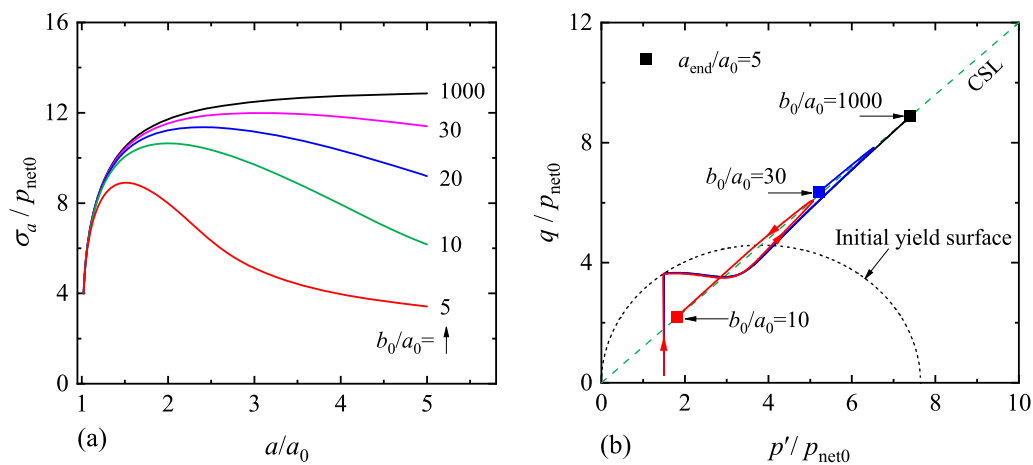 16
12
8
4
0
σa / pnet0
1000
30
20
10
5
b0/a0=
1
2
3
4
5
(a)
a/a0
12
8
4
0
q / pnet0
aend/a0=5
CSL
b0/a0=1000
b0/a0=30
Initial yield surface
b0/a0=10
0
2
4
6
8
10
(b)
p′/ pnet0